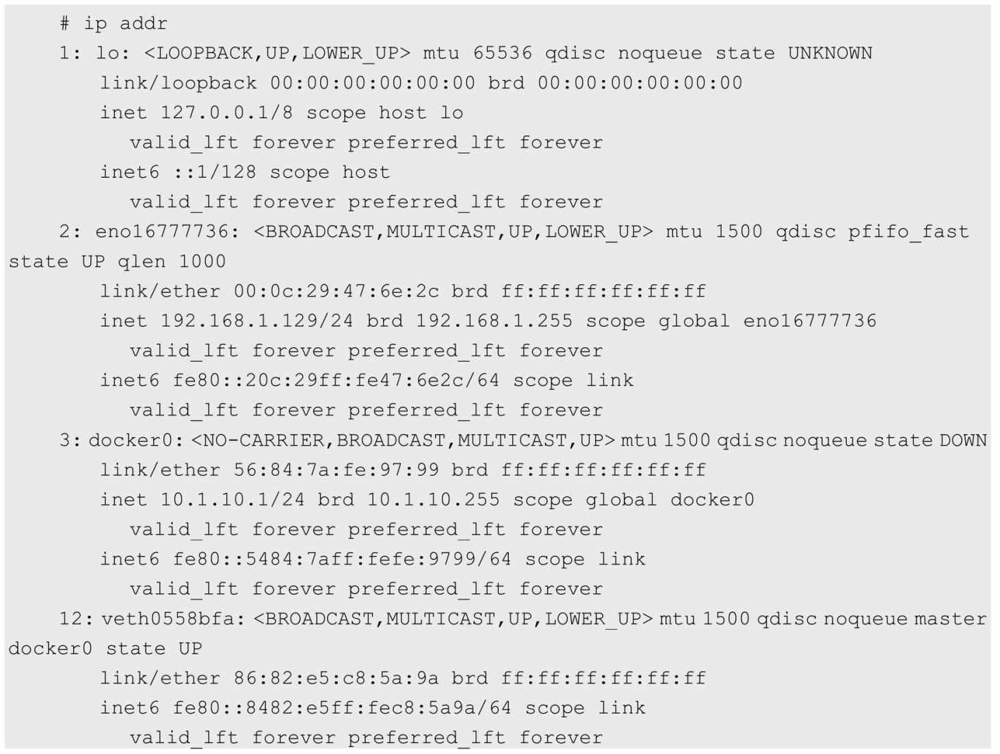 # ip addr
1: lo: <LOOPBACK,UP,LOWER_UP> mtu 65536 qdisc noqueue state UNKNOWN
link/loopback 00:00:00:00:00:00 brd 00:00:00:00:00:00
inet 127.0.0.1/8 scope host lo
valid_lft forever preferred_lft forever
inet6 ::1/128 scope host
valid_lft forever preferred_lft forever
2: eno16777736: <BROADCAST,MULTICAST,UP,LOWER_UP> mtu 1500 qdisc pfifo_fast
state UP qlen 1000
link/ether 00:0c:29:47:6e:2c brd ff:ff:ff:ff:ff:ff
inet 192.168.1.129/24 brd 192.168.1.255 scope global eno16777736
valid_lft forever preferred_lft forever
inet6 fe80::20c:29ff:fe47:6e2c/64 scope link
valid_lft forever preferred_lft forever
3: docker0: <NO-CARRIER,BROADCAST,MULTICAST,UP> mtu 1500 qdisc noqueue state DOWN
link/ether 56:84:7a:fe:97:99 brd ff:ff:ff:ff:ff:ff
inet 10.1.10.1/24 brd 10.1.10.255 scope global docker0
valid_lft forever preferred_lft forever
inet6 fe80::5484:7aff:fefe:9799/64 scope link
valid_lft forever preferred_lft forever
12: veth0558bfa: <BROADCAST,MULTICAST,UP,LOWER_UP> mtu 1500 qdisc noqueue master
docker0 state UP
link/ether 86:82:e5:c8:5a:9a brd ff:ff:ff:ff:ff:ff
inet6 fe80::8482:e5ff:fec8:5a9a/64 scope link
valid_lft forever preferred_lft forever